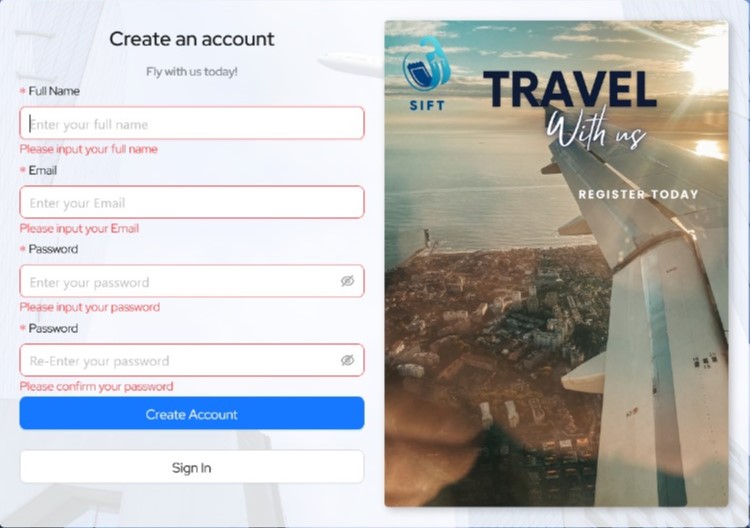 Create an account
Fly with us today!
* Full Name
Enter your full name
Please input your full name
* Email
Enter your Email
Please input your Email
* Password
Enter your password
Please input your password
* Password
Re-Enter your password
Please confirm your password
Create Account
Sign In
SIFT
TRAVEL
With us
REGISTER TODAY